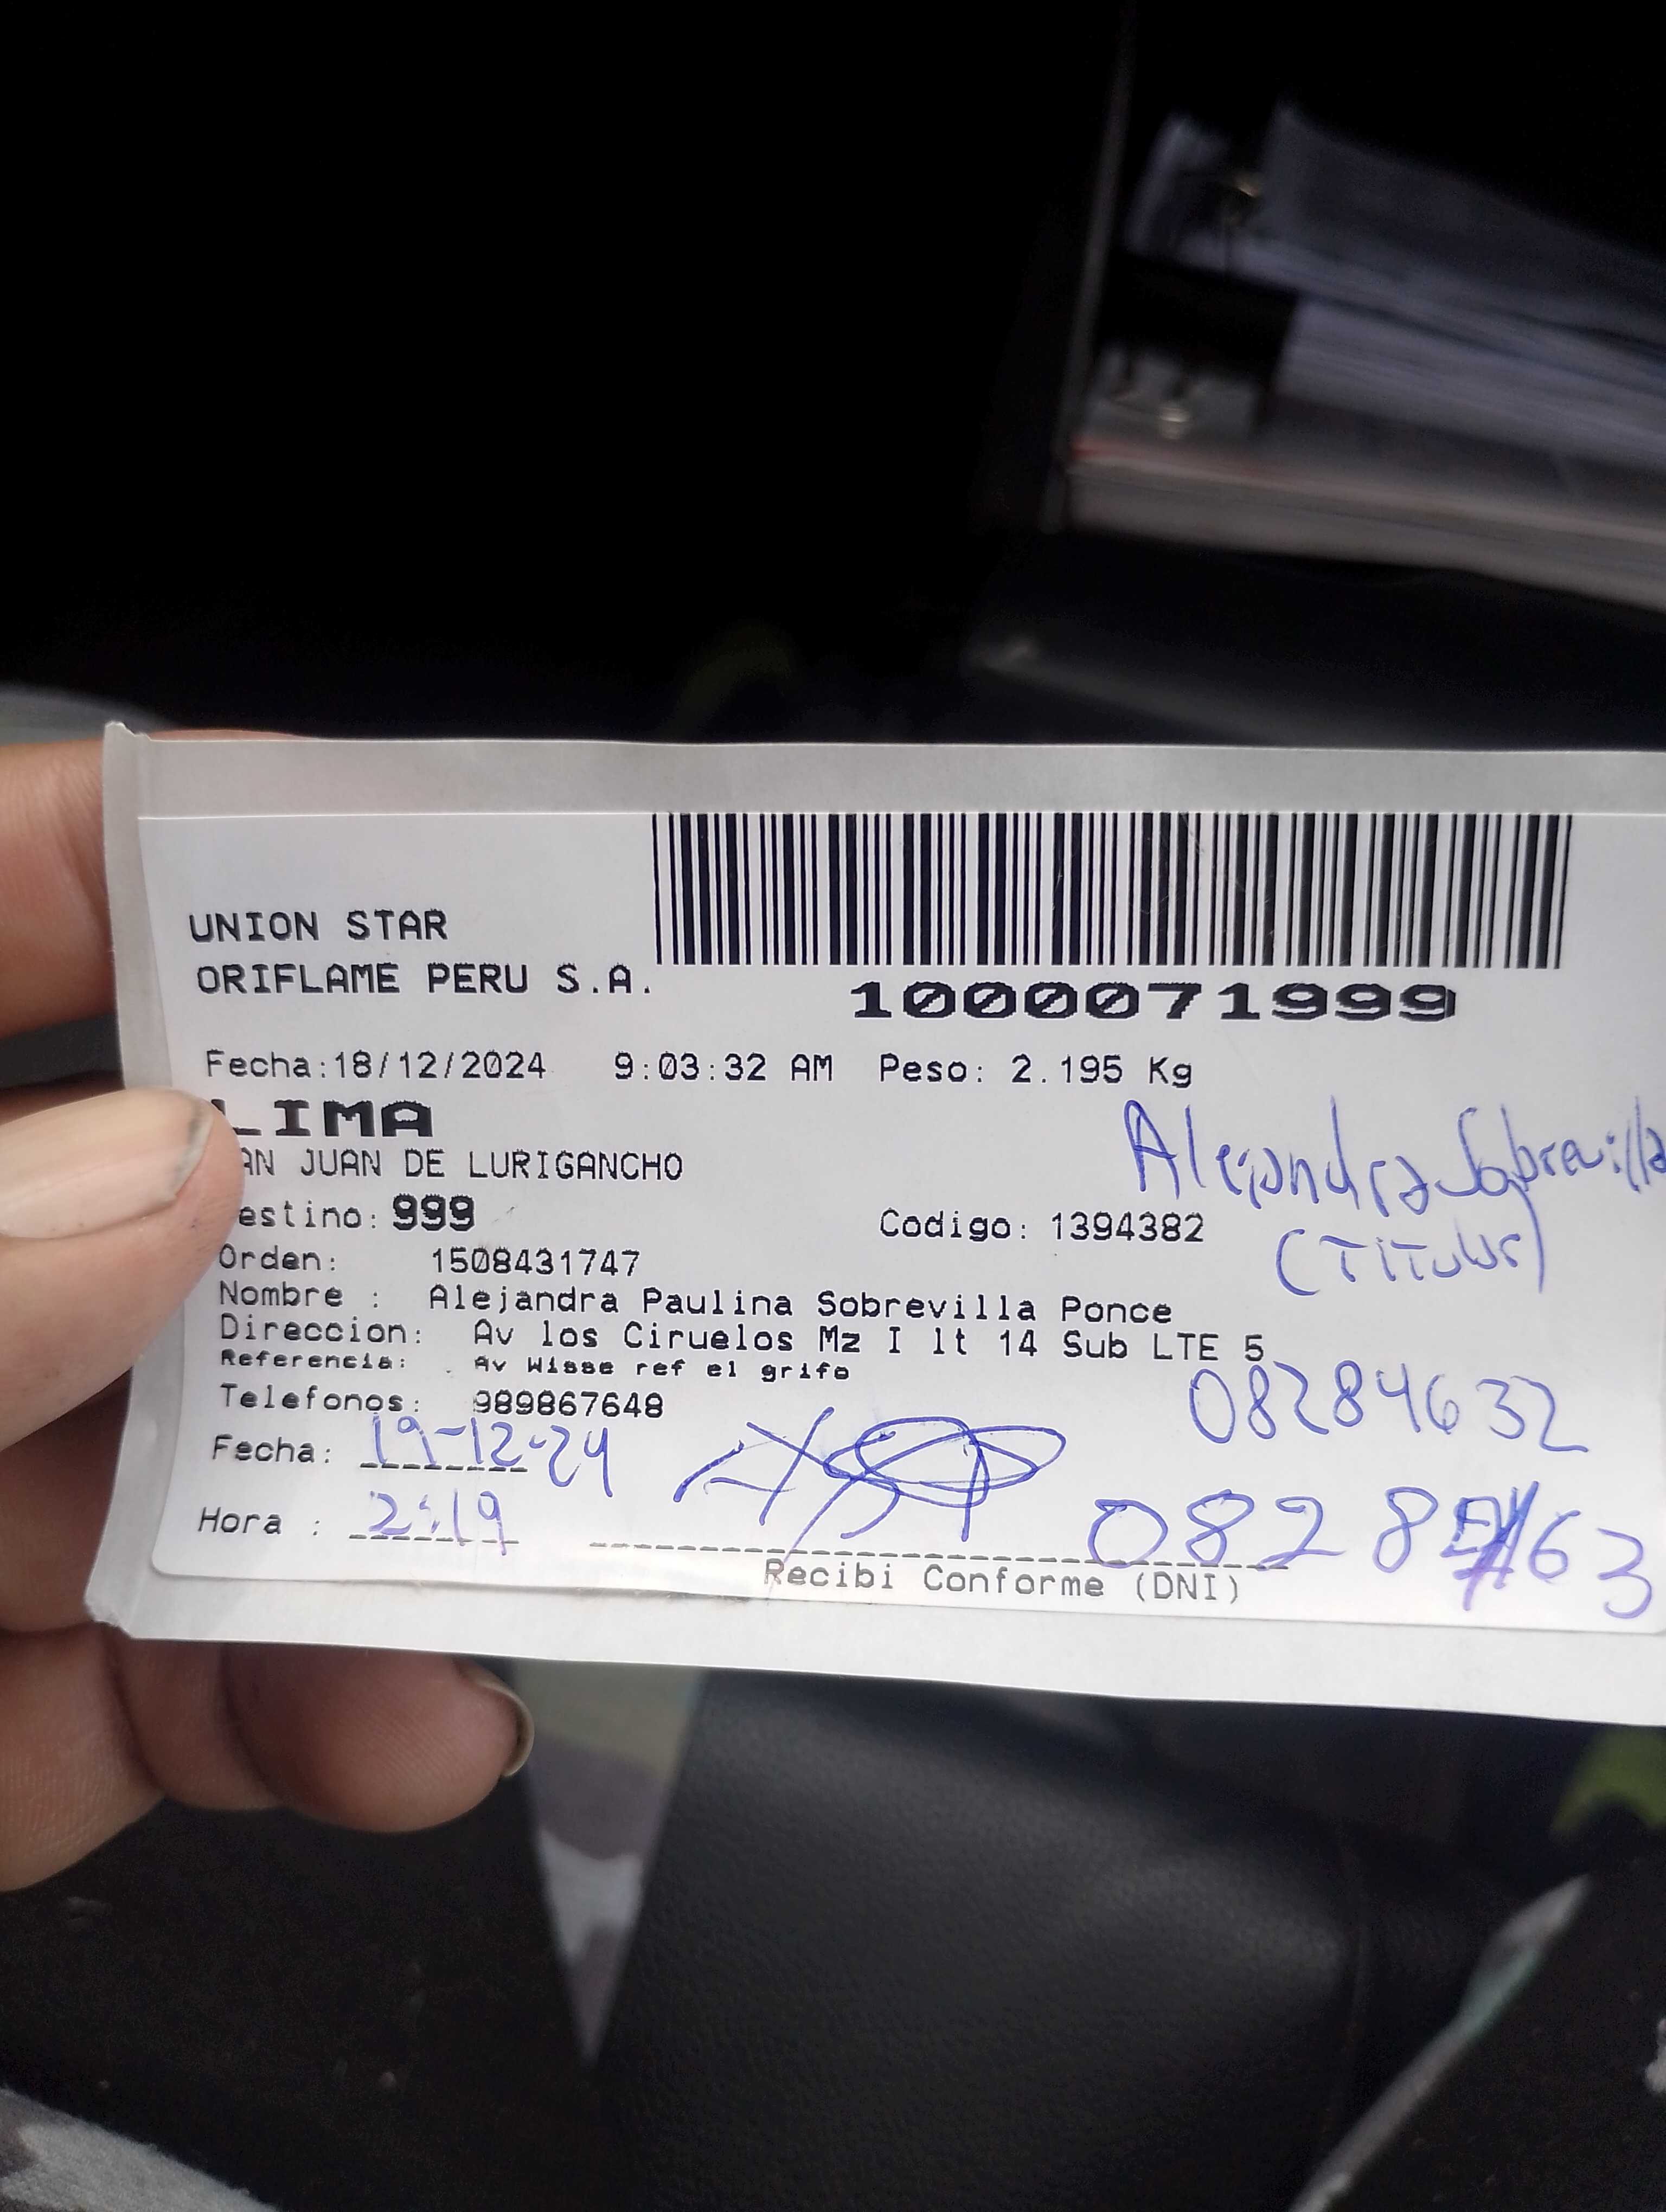 UNION STAR
ORIFLAME PERU S.A.
1000071999
Fecha:18/12/2024 9:03:32 AM Peso: 2.195 Kg
LIMA
AN JUAN DE LURIGANCHO
Alejandra Sobrevilla
(TITULAR)
estino: 999 Codigo: 1394382
Orden: 1508431747
Nombre : Alejandra Paulina Sobrevilla Ponce
Direccion: Av los Ciruelos Mz I lt 14 Sub LTE 5
Referencia: . Av Wisse ref el grifo
Telefonos: 989867648
08284632
Fecha: 19-12-24
Hora : 2:19
Recibi Conforme (DNI)